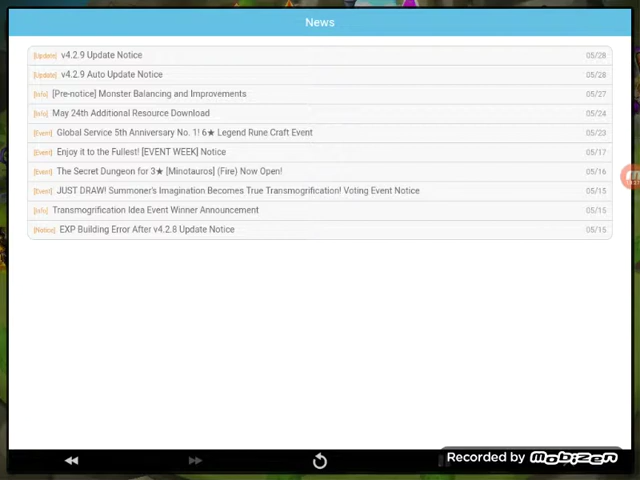 News
[Update] v4.2.9 Update Notice 05/28
[Update] v4.2.9 Auto Update Notice 05/28
[Info] [Pre-notice] Monster Balancing and Improvements 05/27
[Info] May 24th Additional Resource Download 05/24
[Event] Global Service 5th Anniversary No. 1! 6★ Legend Rune Craft Event 05/23
[Event] Enjoy it to the Fullest! [EVENT WEEK] Notice 05/17
[Event] The Secret Dungeon for 3★ [Minotauros] (Fire) Now Open! 05/16
[Event] JUST DRAW! Summoner's Imagination Becomes True Transmogrification! Voting Event Notice 05/15
[Info] Transmogrification Idea Event Winner Announcement 05/15
[Notice] EXP Building Error After v4.2.8 Update Notice 05/15
Recorded by Mobizen